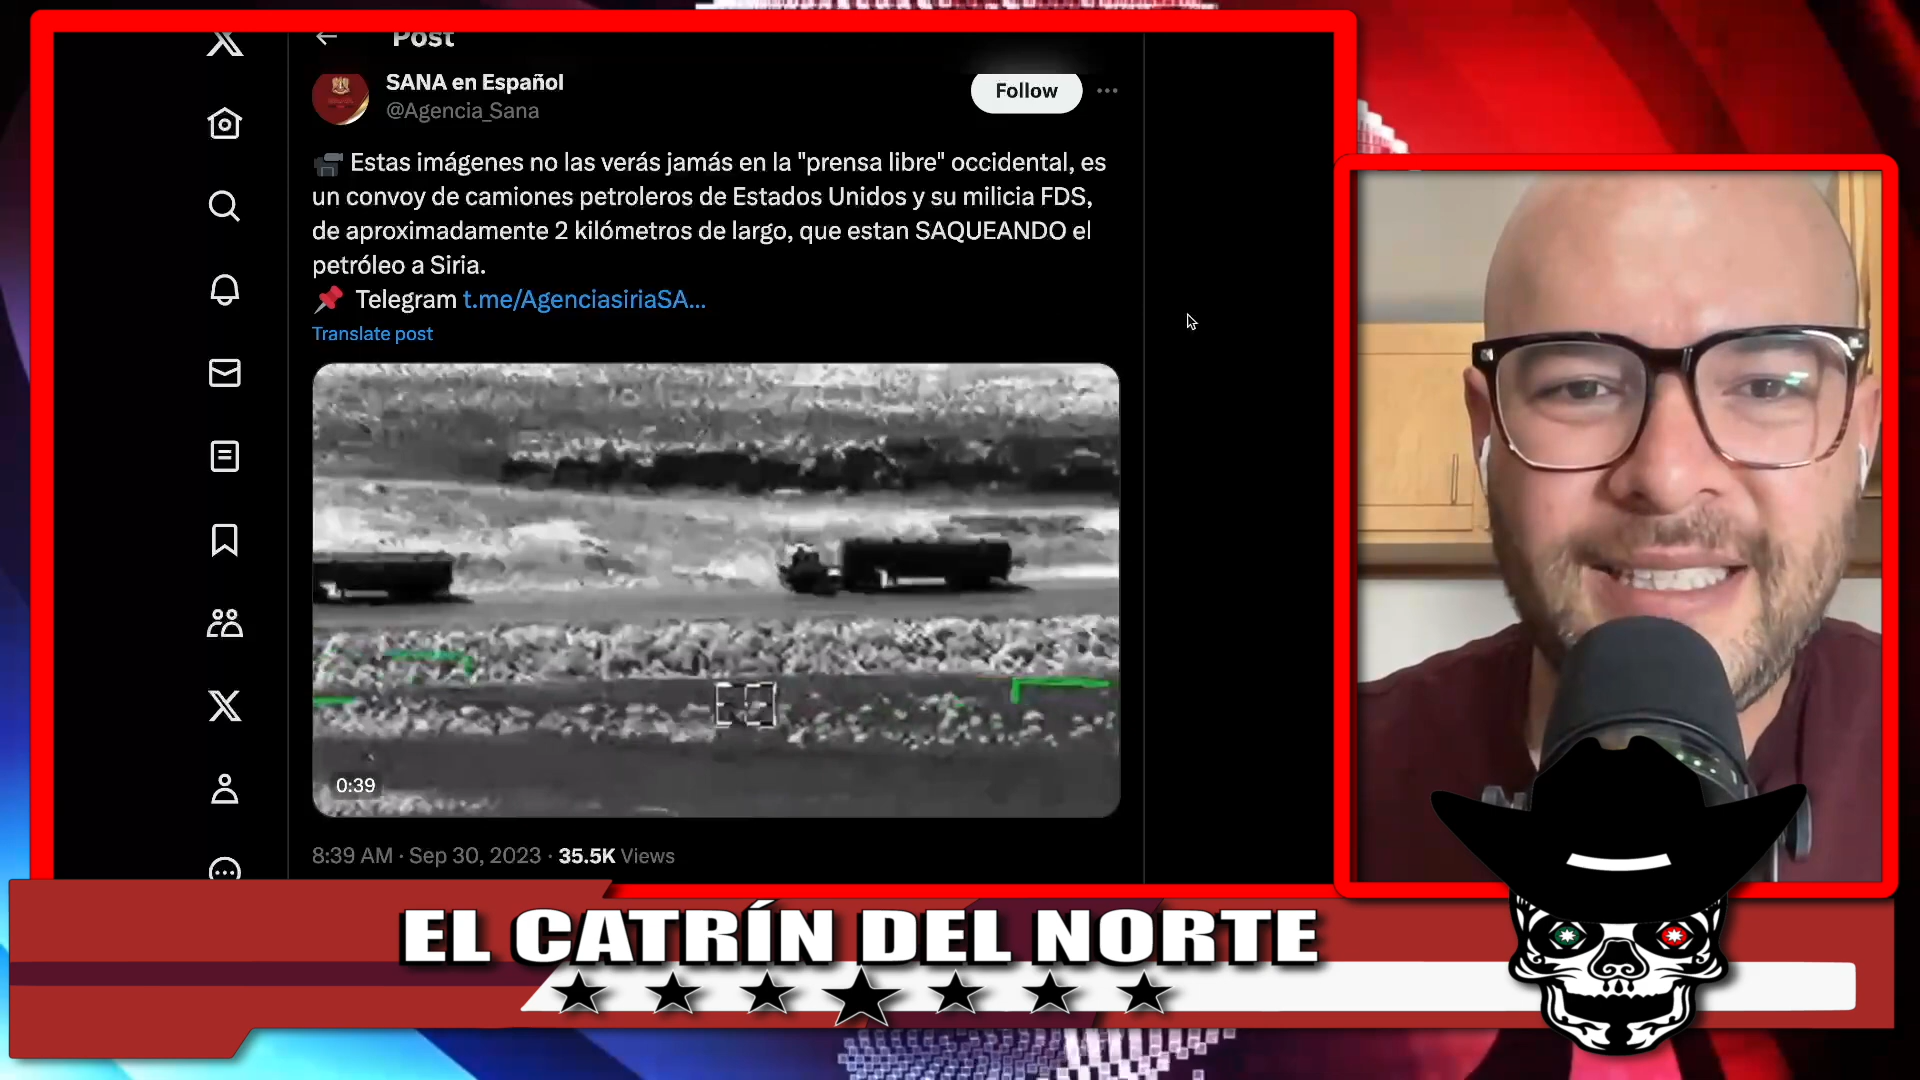 Post
SANA en Español
@Agencia_Sana
Follow
Estas imágenes no las verás jamás en la "prensa libre" occidental, es
un convoy de camiones petroleros de Estados Unidos y su milicia FDS,
de aproximadamente 2 kilómetros de largo, que estan SAQUEANDO el
petróleo a Siria.
Telegram t.me/AgenciasiriaSA...
Translate post
0:39
8:39 AM · Sep 30, 2023 · 35.5K Views
EL CATRÍN DEL NORTE